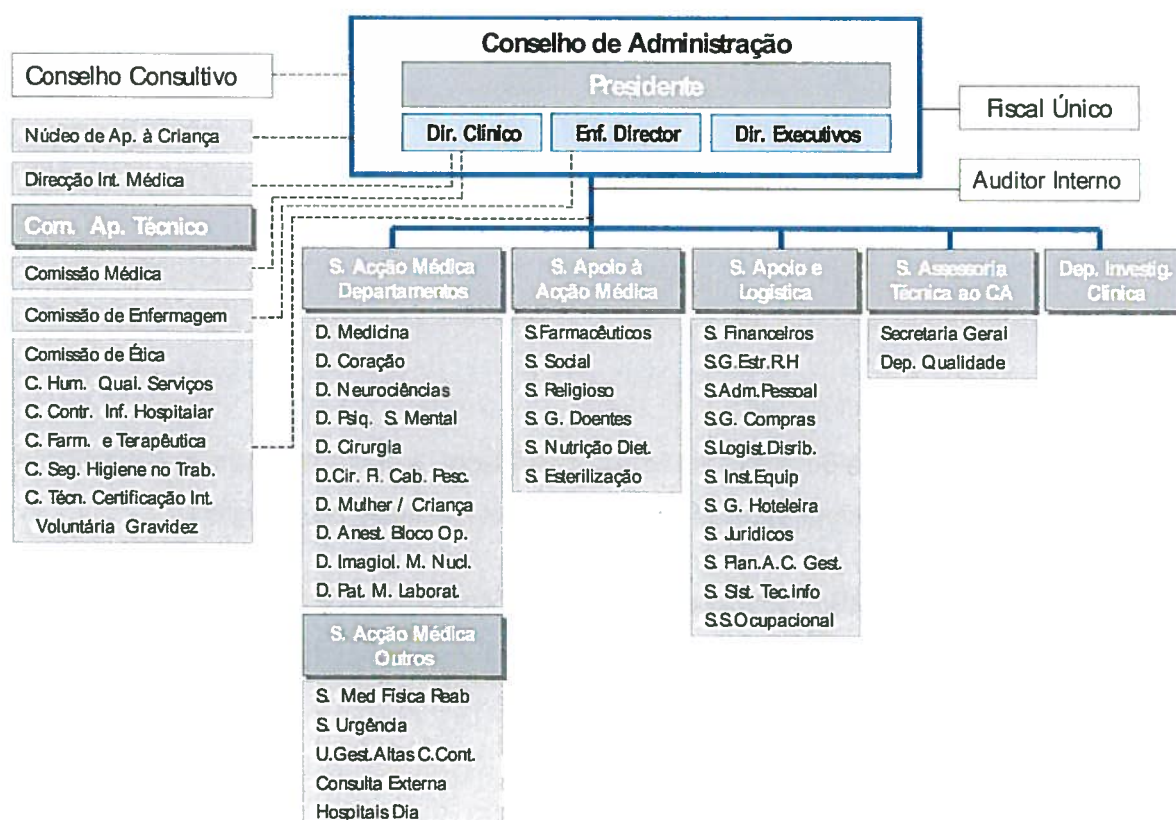 Conselho de Administração
Presidente
Dir. Clínico
Enf. Director
Dir. Executivos
Conselho Consultivo
Núcleo de Ap. à Criança
Direcção Int. Médica
Fiscal Único
Auditor Interno
Com. Ap. Técnico
Comissão Médica
Comissão de Enfermagem
Comissão de Ética
C. Hum. Qual. Serviços
C. Contr. Inf. Hospitalar
C. Farm. e Terapêutica
C. Seg. Higiene no Trab.
C. Técn. Certificação Int.
Voluntária Gravidez
S. Acção Médica
Departamentos
D. Medicina
D. Coração
D. Neurociências
D. Psiq. S. Mental
D. Cirurgia
D.Cir. R. Cab. Pesc.
D. Mulher / Criança
D. Anest. Bloco Op.
D. Imagiol. M. Nucl.
D. Pat. M. Laborat.
S. Acção Médica
Outros
S. Med Física Reab
S. Urgência
U.Gest.Altas C.Cont.
Consulta Externa
Hospitais Dia
S. Apoio à
Acção Médica
S.Farmacêuticos
S. Social
S. Religioso
S. G. Doentes
S. Nutrição Diet.
S. Esterilização
S. Apoio e
Logística
S. Financeiros
S.G.Estr.RH
S.Adm.Pessoal
S.G. Compras
S.Logist.Disrib.
S. Inst.Equip
S. G. Hoteleira
S. Juridicos
S. Plan.A.C. Gest.
S. Sist. Tec.info
S.S.Ocupacional
S. Assessoria
Técnica ao CA
Secretaria Geral
Dep. Qualidade
Dep. Investig.
Clínica